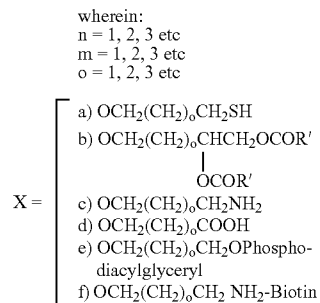 wherein:
n = 1, 2, 3 etc
m = 1, 2, 3 etc
o = 1, 2, 3 etc
a) OCH₂(CH₂)ₒCH₂SH
b) OCH₂(CH₂)ₒCHCH₂OCOR'
OCOR'
X =
c) OCH₂(CH₂)ₒCH₂NH₂
d) OCH₂(CH₂)ₒCOOH
e) OCH₂(CH₂)ₒCH₂OPhospho-
diacylglyceryl
f) OCH₂(CH₂)ₒCH₂ NH₂-Biotin